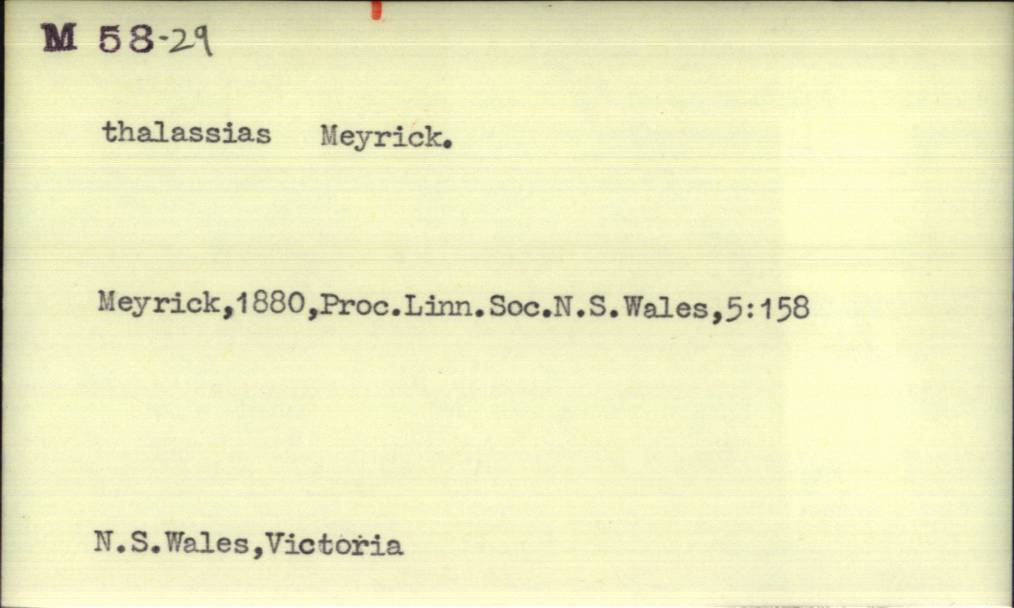 M 58-29
thalassias Meyrick.
Meyrick,1880,Proc.Linn.Soc.N.S.Wales,5:158
N.S.Wales,Victoria